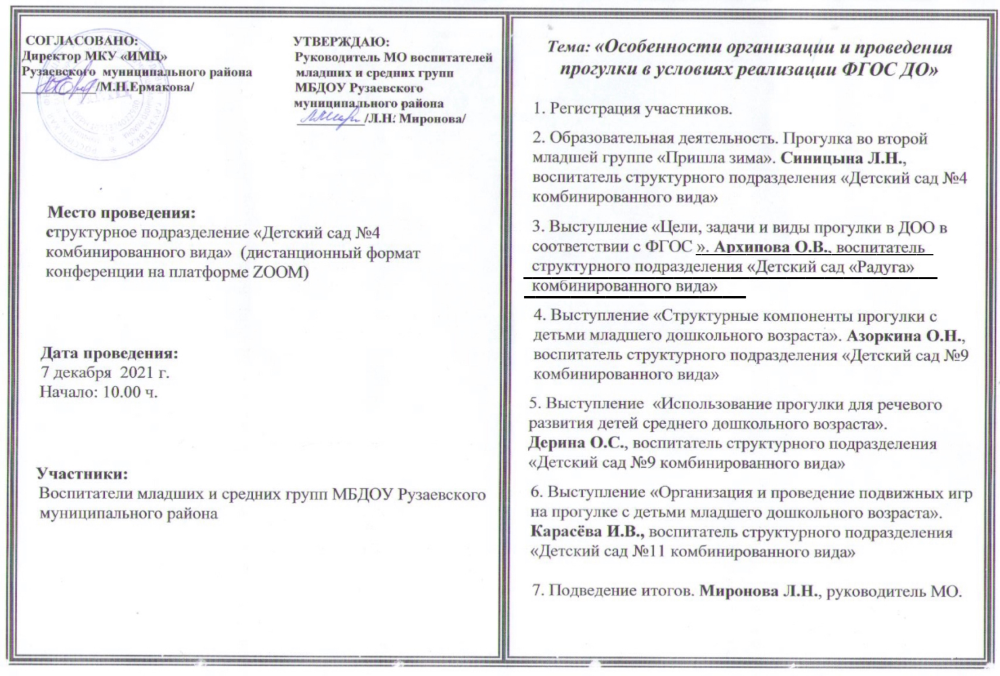 СОГЛАСОВАНО:
Директор МКУ «ИМЦ»
Рузаевского муниципального района
/М.Н.Ермакова/
УТВЕРЖДАЮ:
Руководитель МО воспитателей
младших и средних групп
МБДОУ Рузаевского
муниципального района
/Л.Н. Миронова/
Место проведения:
структурное подразделение «Детский сад №4
комбинированного вида» (дистанционный формат
конференции на платформе ZOOM)
Дата проведения:
7 декабря 2021 г.
Начало: 10.00 ч.
Участники:
Воспитатели младших и средних групп МБДОУ Рузаевского
муниципального района
Тема: «Особенности организации и проведения
прогулки в условиях реализации ФГОС ДО»
1. Регистрация участников.
2. Образовательная деятельность. Прогулка во второй
младшей группе «Пришла зима». Синицына Л.Н.,
воспитатель структурного подразделения «Детский сад №4
комбинированного вида»
3. Выступление «Цели, задачи и виды прогулки в ДОО в
соответствии с ФГОС ». Архипова О.В., воспитатель
структурного подразделения «Детский сад «Радуга»
комбинированного вида»
4. Выступление «Структурные компоненты прогулки с
детьми младшего дошкольного возраста». Азоркина О.Н.,
воспитатель структурного подразделения «Детский сад №9
комбинированного вида»
5. Выступление «Использование прогулки для речевого
развития детей среднего дошкольного возраста».
Дерина О.С., воспитатель структурного подразделения
«Детский сад №9 комбинированного вида»
6. Выступление «Организация и проведение подвижных игр
на прогулке с детьми младшего дошкольного возраста».
Карасёва И.В., воспитатель структурного подразделения
«Детский сад №11 комбинированного вида»
7. Подведение итогов. Миронова Л.Н., руководитель МО.